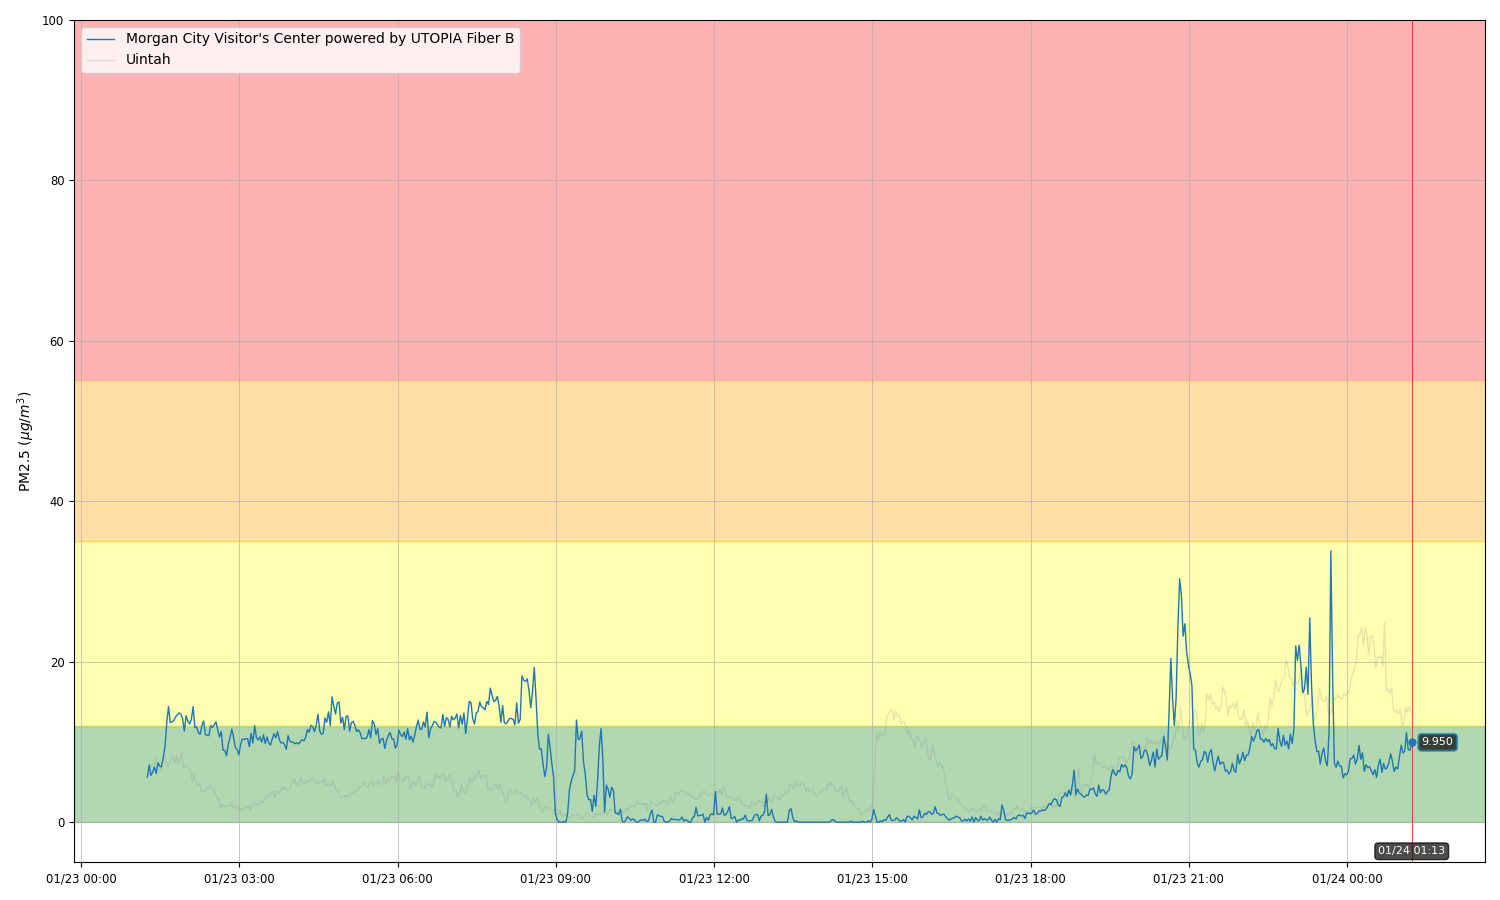 100
Morgan City Visitor's Center powered by UTOPIA Fiber B
Uintah
80
60
40
20
0
PM2.5 (μg/m³)
9.950
01/24 01:13
01/23 00:00 01/23 03:00 01/23 06:00 01/23 09:00 01/23 12:00 01/23 15:00 01/23 18:00 01/23 21:00 01/24 00:00